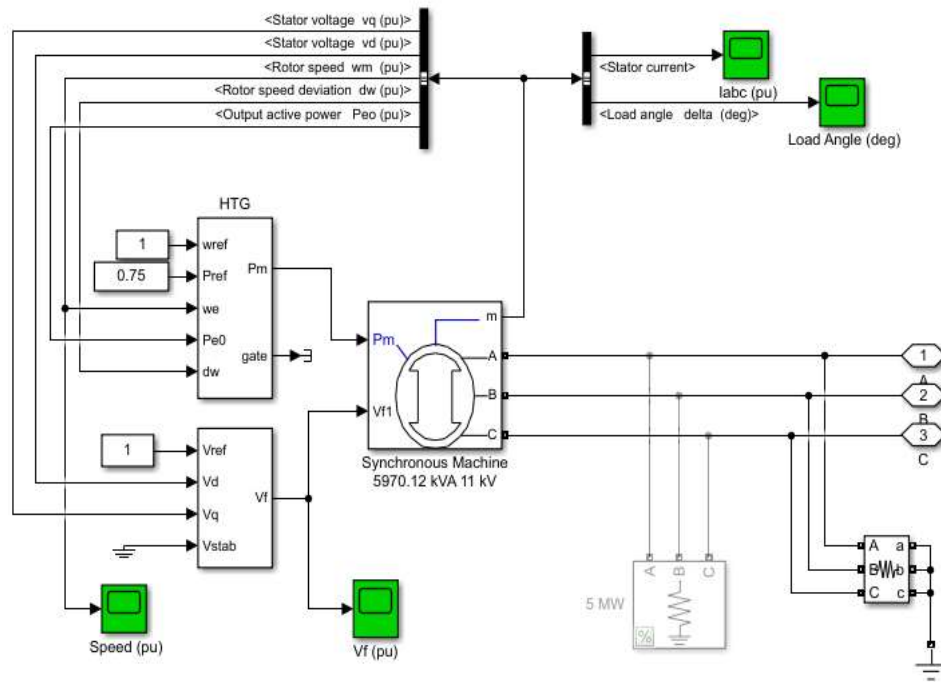 <Stator voltage vq (pu)>
<Stator voltage vd (pu)>
<Rotor speed wm (pu)>
<Rotor speed deviation dw (pu)>
<Output active power Peo (pu)>
<Stator current>
Iabc (pu)
<Load angle delta (deg)>
Load Angle (deg)
HTG
1
wref
0.75
Pref
Pm
we
Pe0
gate
dw
m
Pm
A
B
Vf1
C
1
A
2
B
3
C
Synchronous Machine
5970.12 kVA 11 kV
1
Vref
Vd
Vf
Vq
Vstab
A
B
C
5 MW
%
A
a
B
b
C
c
Speed (pu)
Vf (pu)